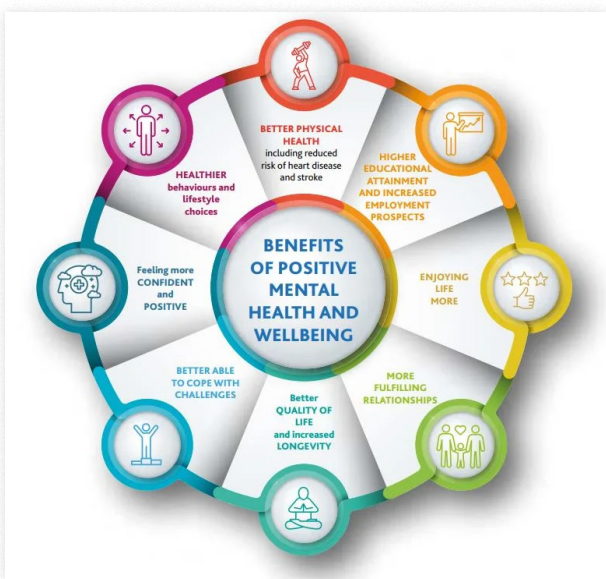 BENEFITS
OF POSITIVE
MENTAL
HEALTH AND
WELLBEING
BETTER PHYSICAL
HEALTH
including reduced
risk of heart disease
and stroke
HIGHER
EDUCATIONAL
ATTAINMENT
AND INCREASED
EMPLOYMENT
PROSPECTS
ENJOYING
LIFE
MORE
MORE
FULFILLING
RELATIONSHIPS
Better
QUALITY OF
LIFE
and increased
LONGEVITY
BETTER ABLE
TO COPE WITH
CHALLENGES
Feeling more
CONFIDENT
and
POSITIVE
HEALTHIER
behaviours and
lifestyle
choices